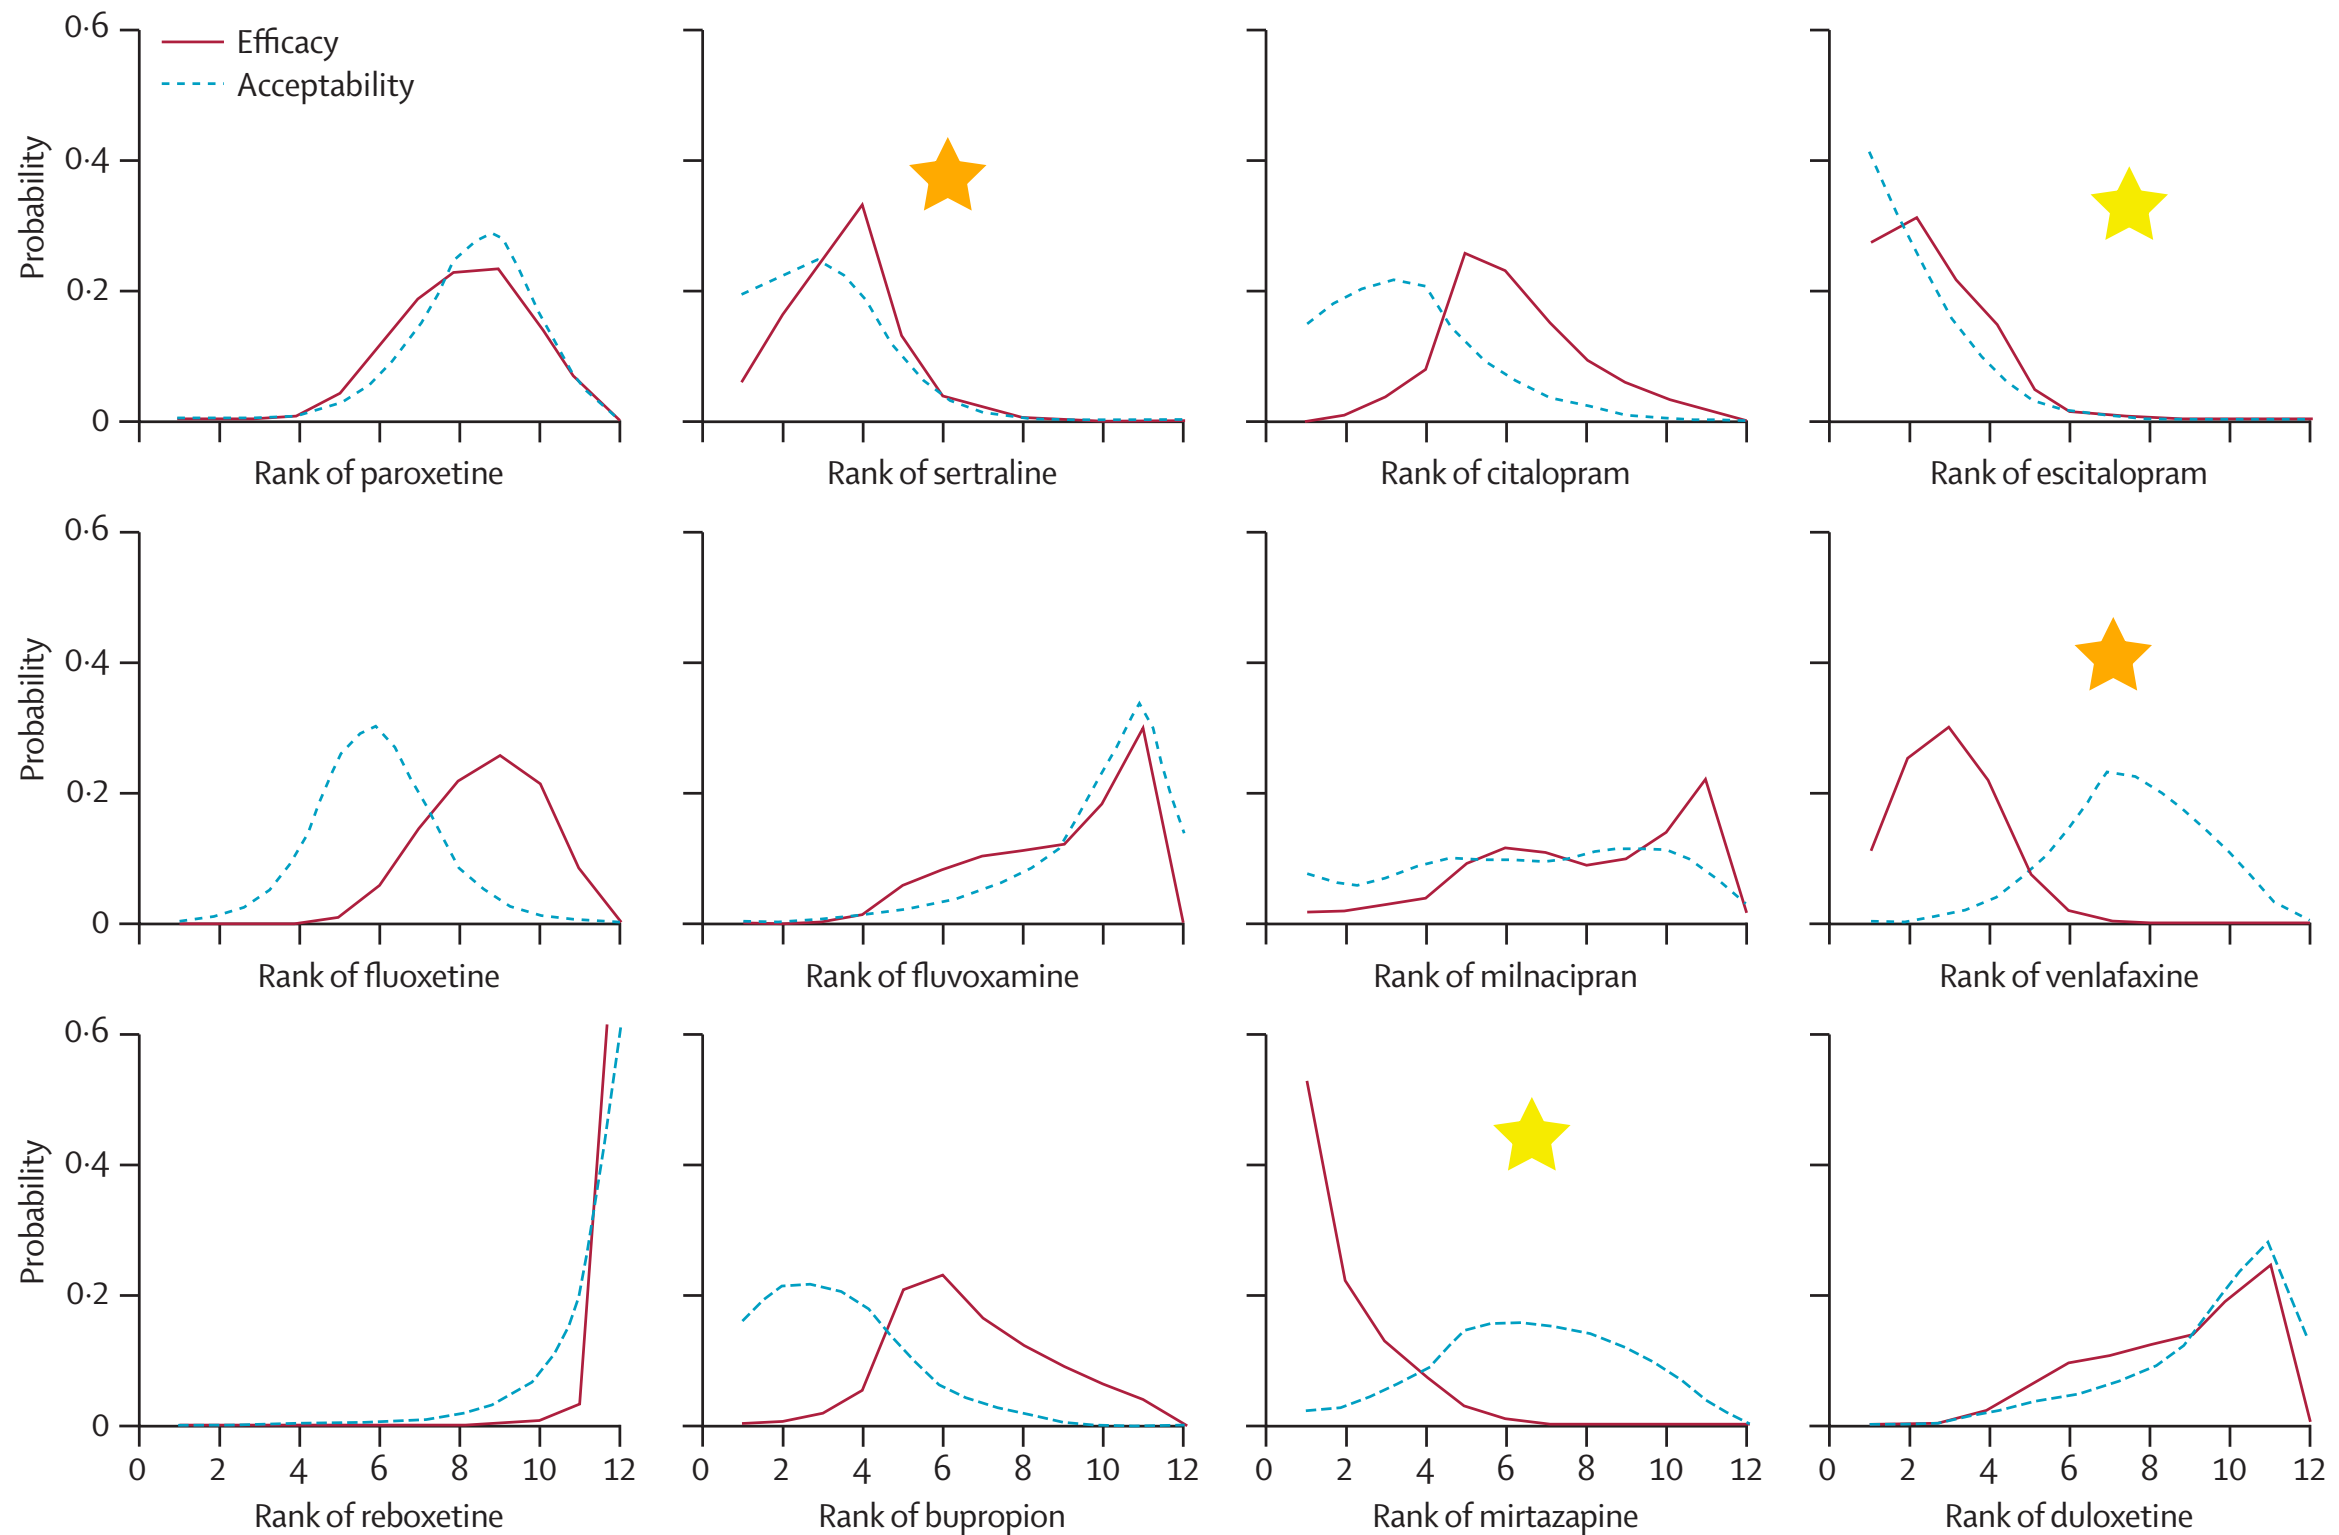 0·6
Efficacy
Acceptability
0·4
0·2
0
Probability
Rank of paroxetine
Rank of sertraline
Rank of citalopram
Rank of escitalopram
0·6
0·4
0·2
0
Probability
Rank of fluoxetine
Rank of fluvoxamine
Rank of milnacipran
Rank of venlafaxine
0·6
0·4
0·2
0
Probability
0 2 4 6 8 10 12
0 2 4 6 8 10 12
0 2 4 6 8 10 12
0 2 4 6 8 10 12
Rank of reboxetine
Rank of bupropion
Rank of mirtazapine
Rank of duloxetine